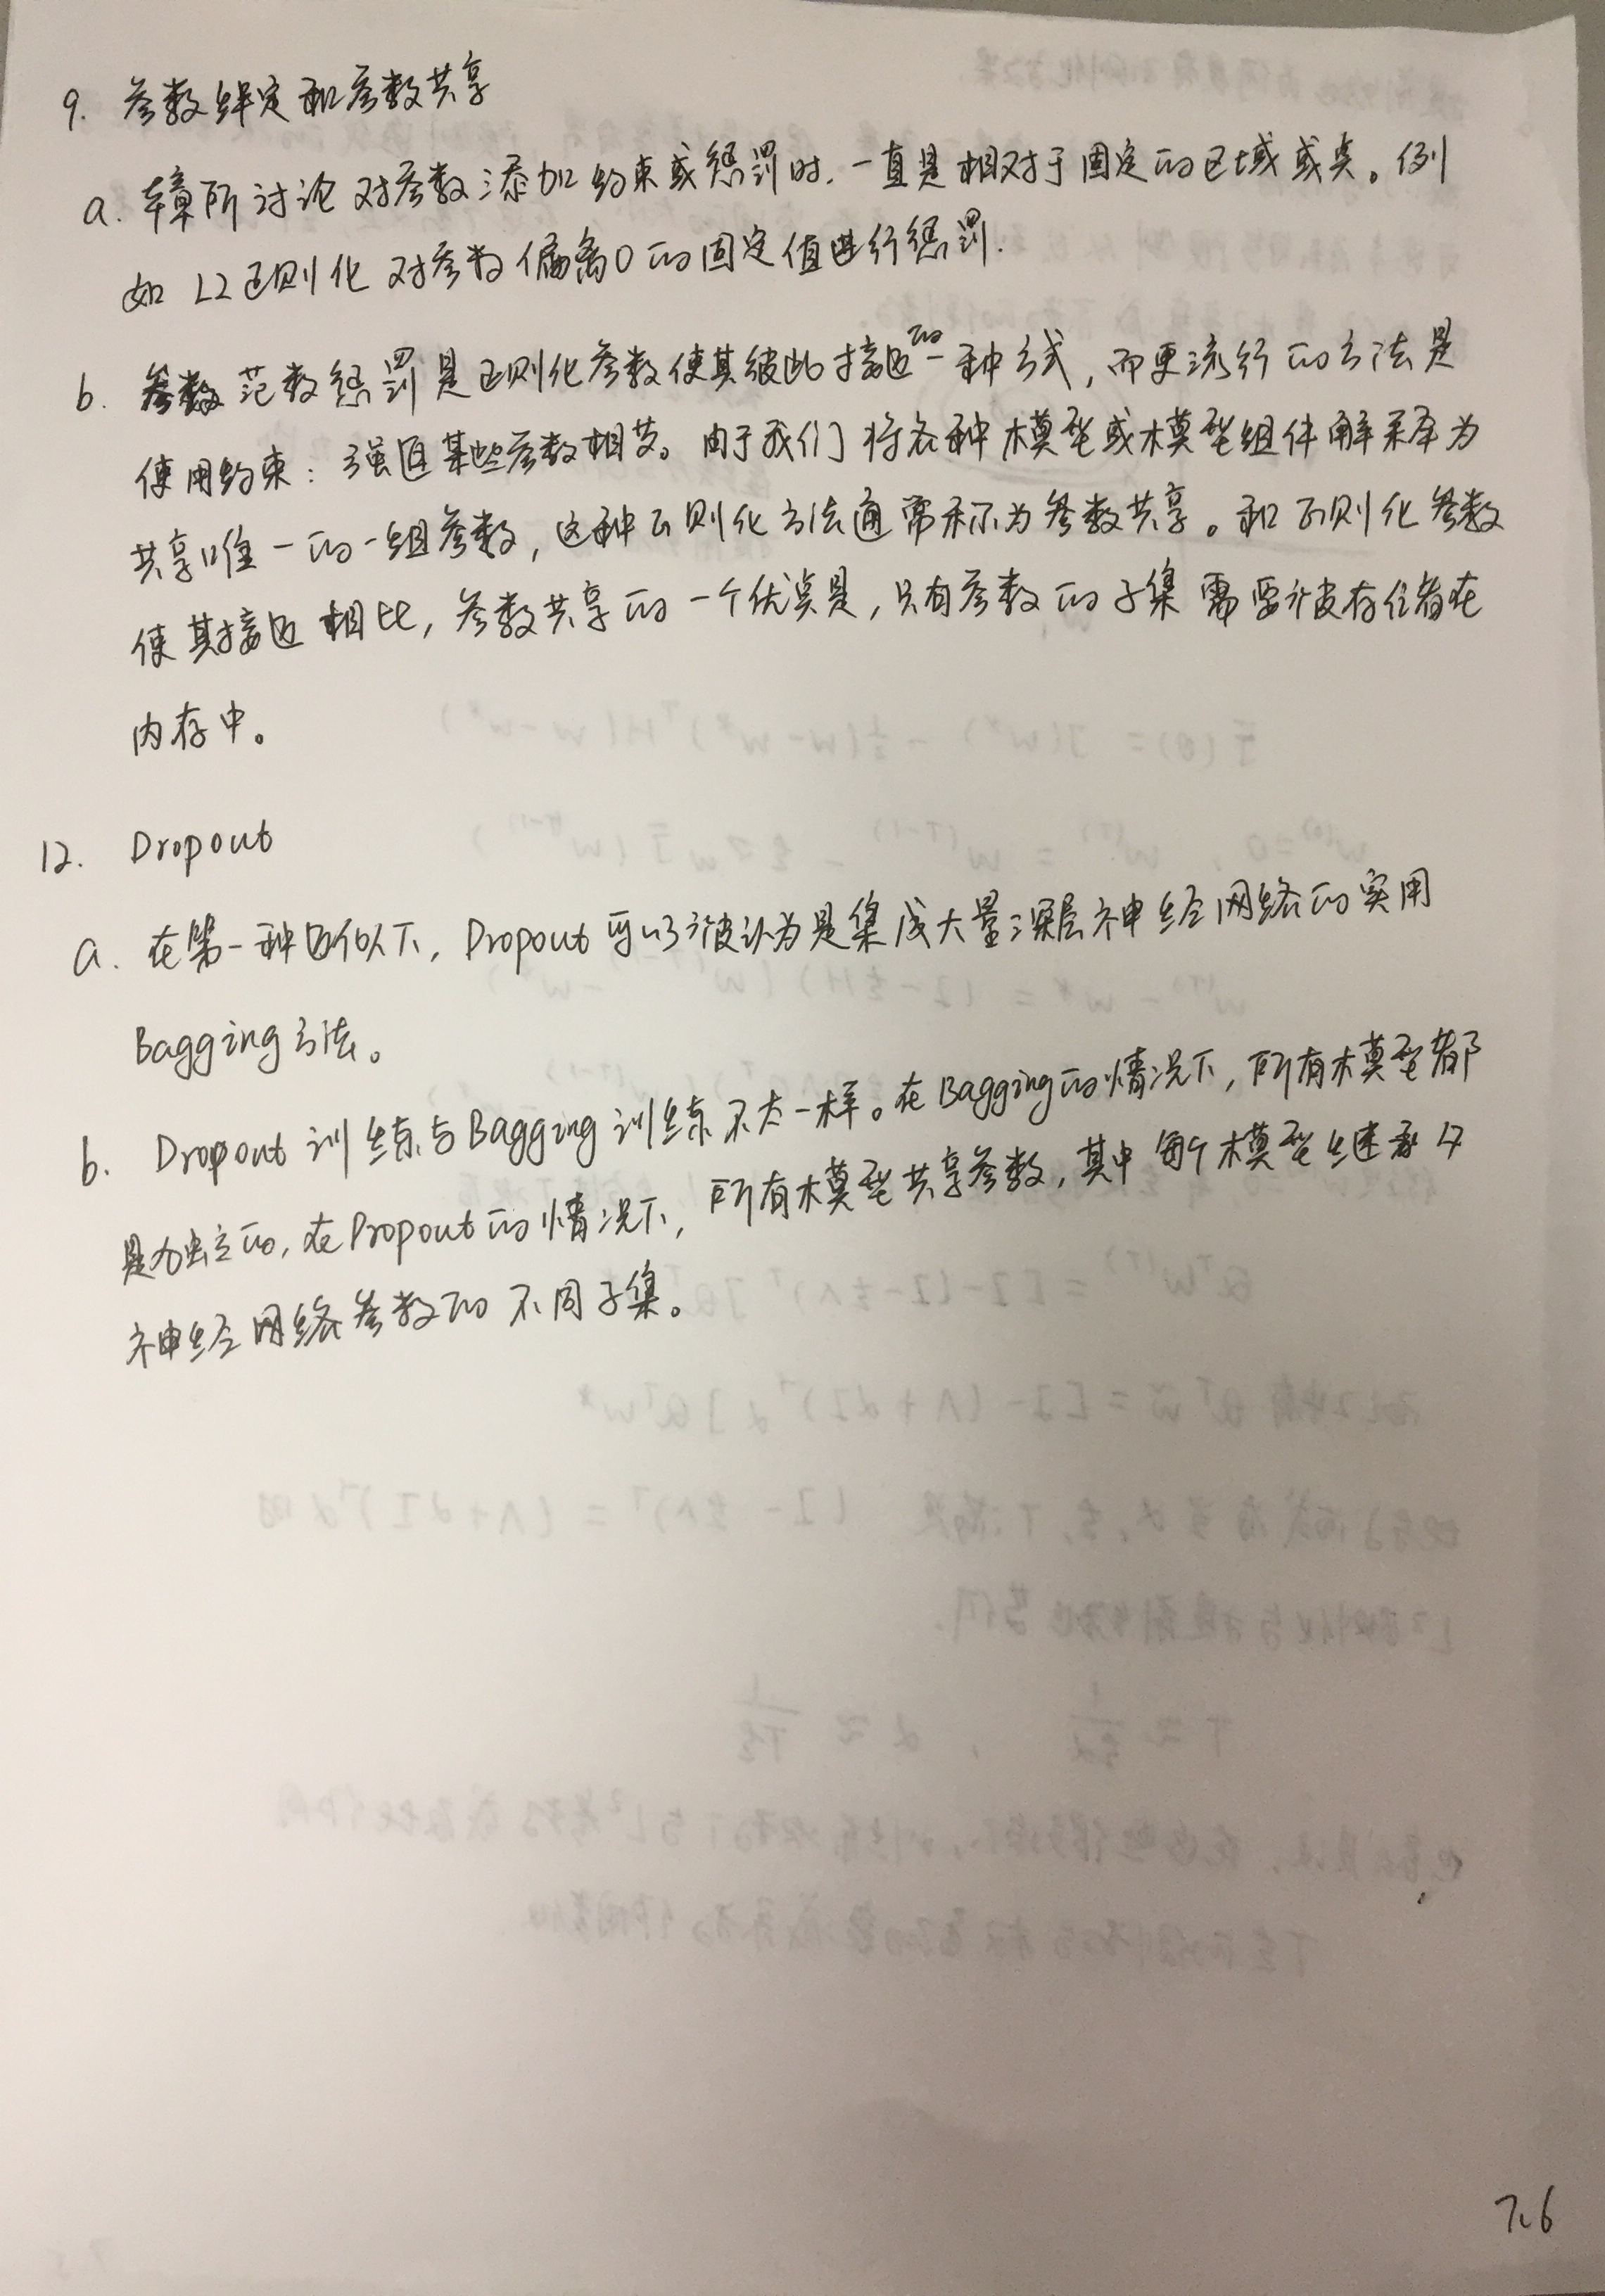 9. 参数绑定和参数共享
a. 本章所讨论对参数添加约束或惩罚时,一直是相对于固定的区域或点。例
如 L2正则化对参数偏离0的固定值进行惩罚.
b. 参数范数惩罚是正则化参数使其彼此接近的一种方式,而更流行的方法是
使用约束:强迫某些参数相等。由于我们将各种模型或模型组件解释为
共享唯一的一组参数,这种正则化方法通常称为参数共享。和正则化参数
使其接近相比,参数共享的一个优点是,只有参数的子集需要被存储在
内存中。
12. Dropout
a. 在第一种近似下,Dropout可以被认为是集成大量深层神经网络的实用
Bagging方法。
b. Dropout训练与Bagging训练不太一样。在Bagging的情况下,所有模型都
是独立的,在Dropout的情况下,所有模型共享参数,其中每个模型继承父
神经网络参数的不同子集。
7.6